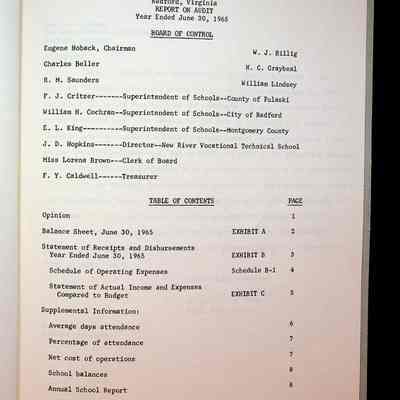 Radford, Virginia
REPORT ON AUDIT
Year Ended June 30, 1965
BOARD OF CONTROL
Eugene Hoback, Chairman W. J. Rillig
Charles Beller H. C. Graybeal
H. M. Saunders William Lindsey
F. J. Critzer-------Superintendent of Schools--County of Pulaski
William H. Cochran--Superintendent of Schools--City of Radford
E. L. King----------Superintendent of Schools--Montgomery County
J. D. Hopkins-------Director--New River Vocational Technical School
Miss Lorene Brown---Clerk of Board
F. Y. Caldwell------Treasurer
TABLE OF CONTENTS PAGE
Opinion 1
Balance Sheet, June 30, 1965 EXHIBIT A 2
Statement of Receipts and Disbursements
Year Ended June 30, 1965 EXHIBIT B 3
Schedule of Operating Expenses Schedule B-1 4
Statement of Actual Income and Expenses
Compared to Budget EXHIBIT C 5
Supplemental Information:
Average days attendance 6
Percentage of attendance 7
Net cost of operations 7
School balances 8
Annual School Report 8